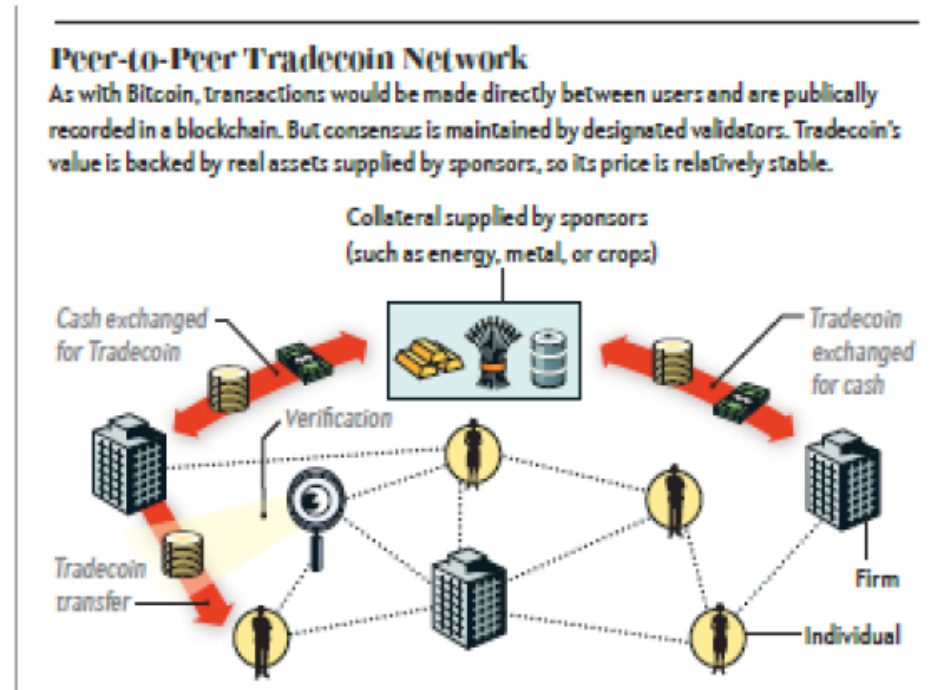 Peer-to-Peer Tradecoin Network
As with Bitcoin, transactions would be made directly between users and are publically
recorded in a blockchain. But consensus is maintained by designated validators. Tradecoin's
value is backed by real assets supplied by sponsors, so its price is relatively stable.
Collateral supplied by sponsors
(such as energy, metal, or crops)
Cash exchanged
for Tradecoin
Tradecoin
exchanged
for cash
Verification
Tradecoin
transfer
Firm
Individual